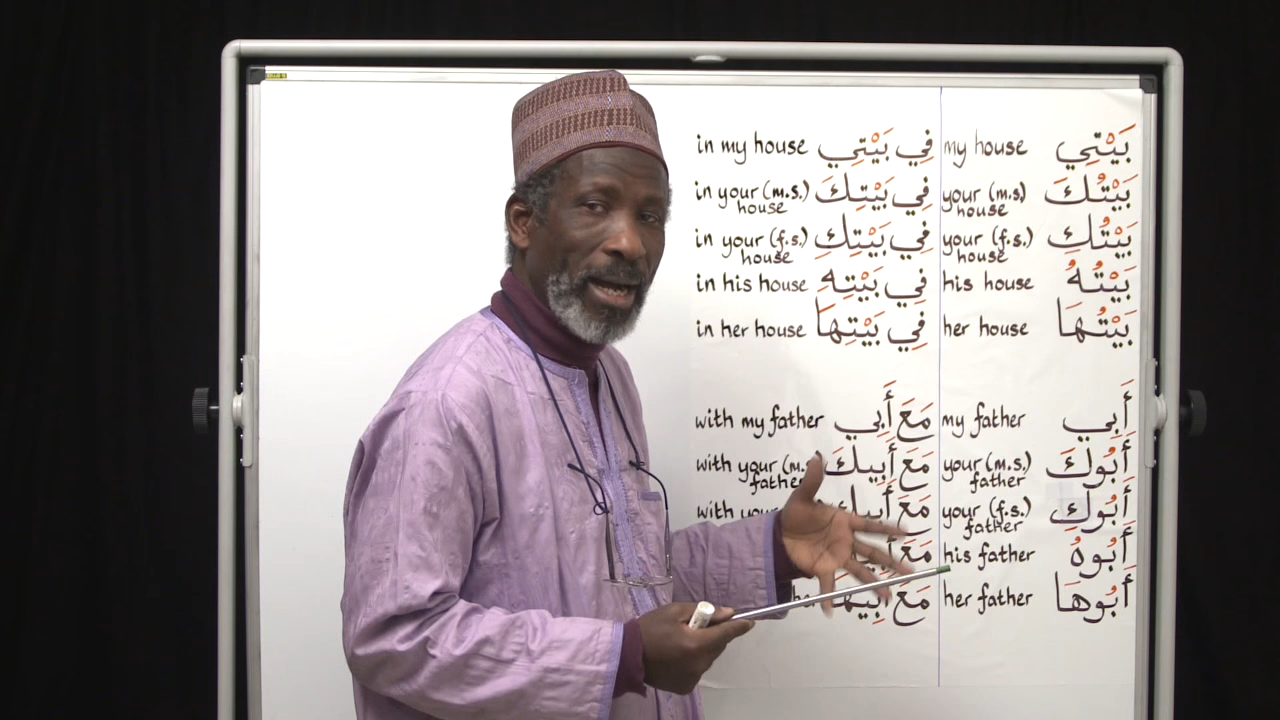 my house بَيْتِي
your (m.s.) house بَيْتُكَ
your (f.s.) house بَيْتُكِ
his house بَيْتُهُ
her house بَيْتُهَا
my father أَبِي
your (m.s.) father أَبُوكَ
your (f.s.) father أَبُوكِ
his father أَبُوهُ
her father أَبُوهَا
in my house فِي بَيْتِي
in your (m.s.) house فِي بَيْتِكَ
in your (f.s.) house فِي بَيْتِكِ
in his house فِي بَيْتِهِ
in her house فِي بَيْتِهَا
with my father مَعَ أَبِي
with your father مَعَ أَبِيكَ
with مَعَ
مَعَ
مَعَ أَبِيهَا